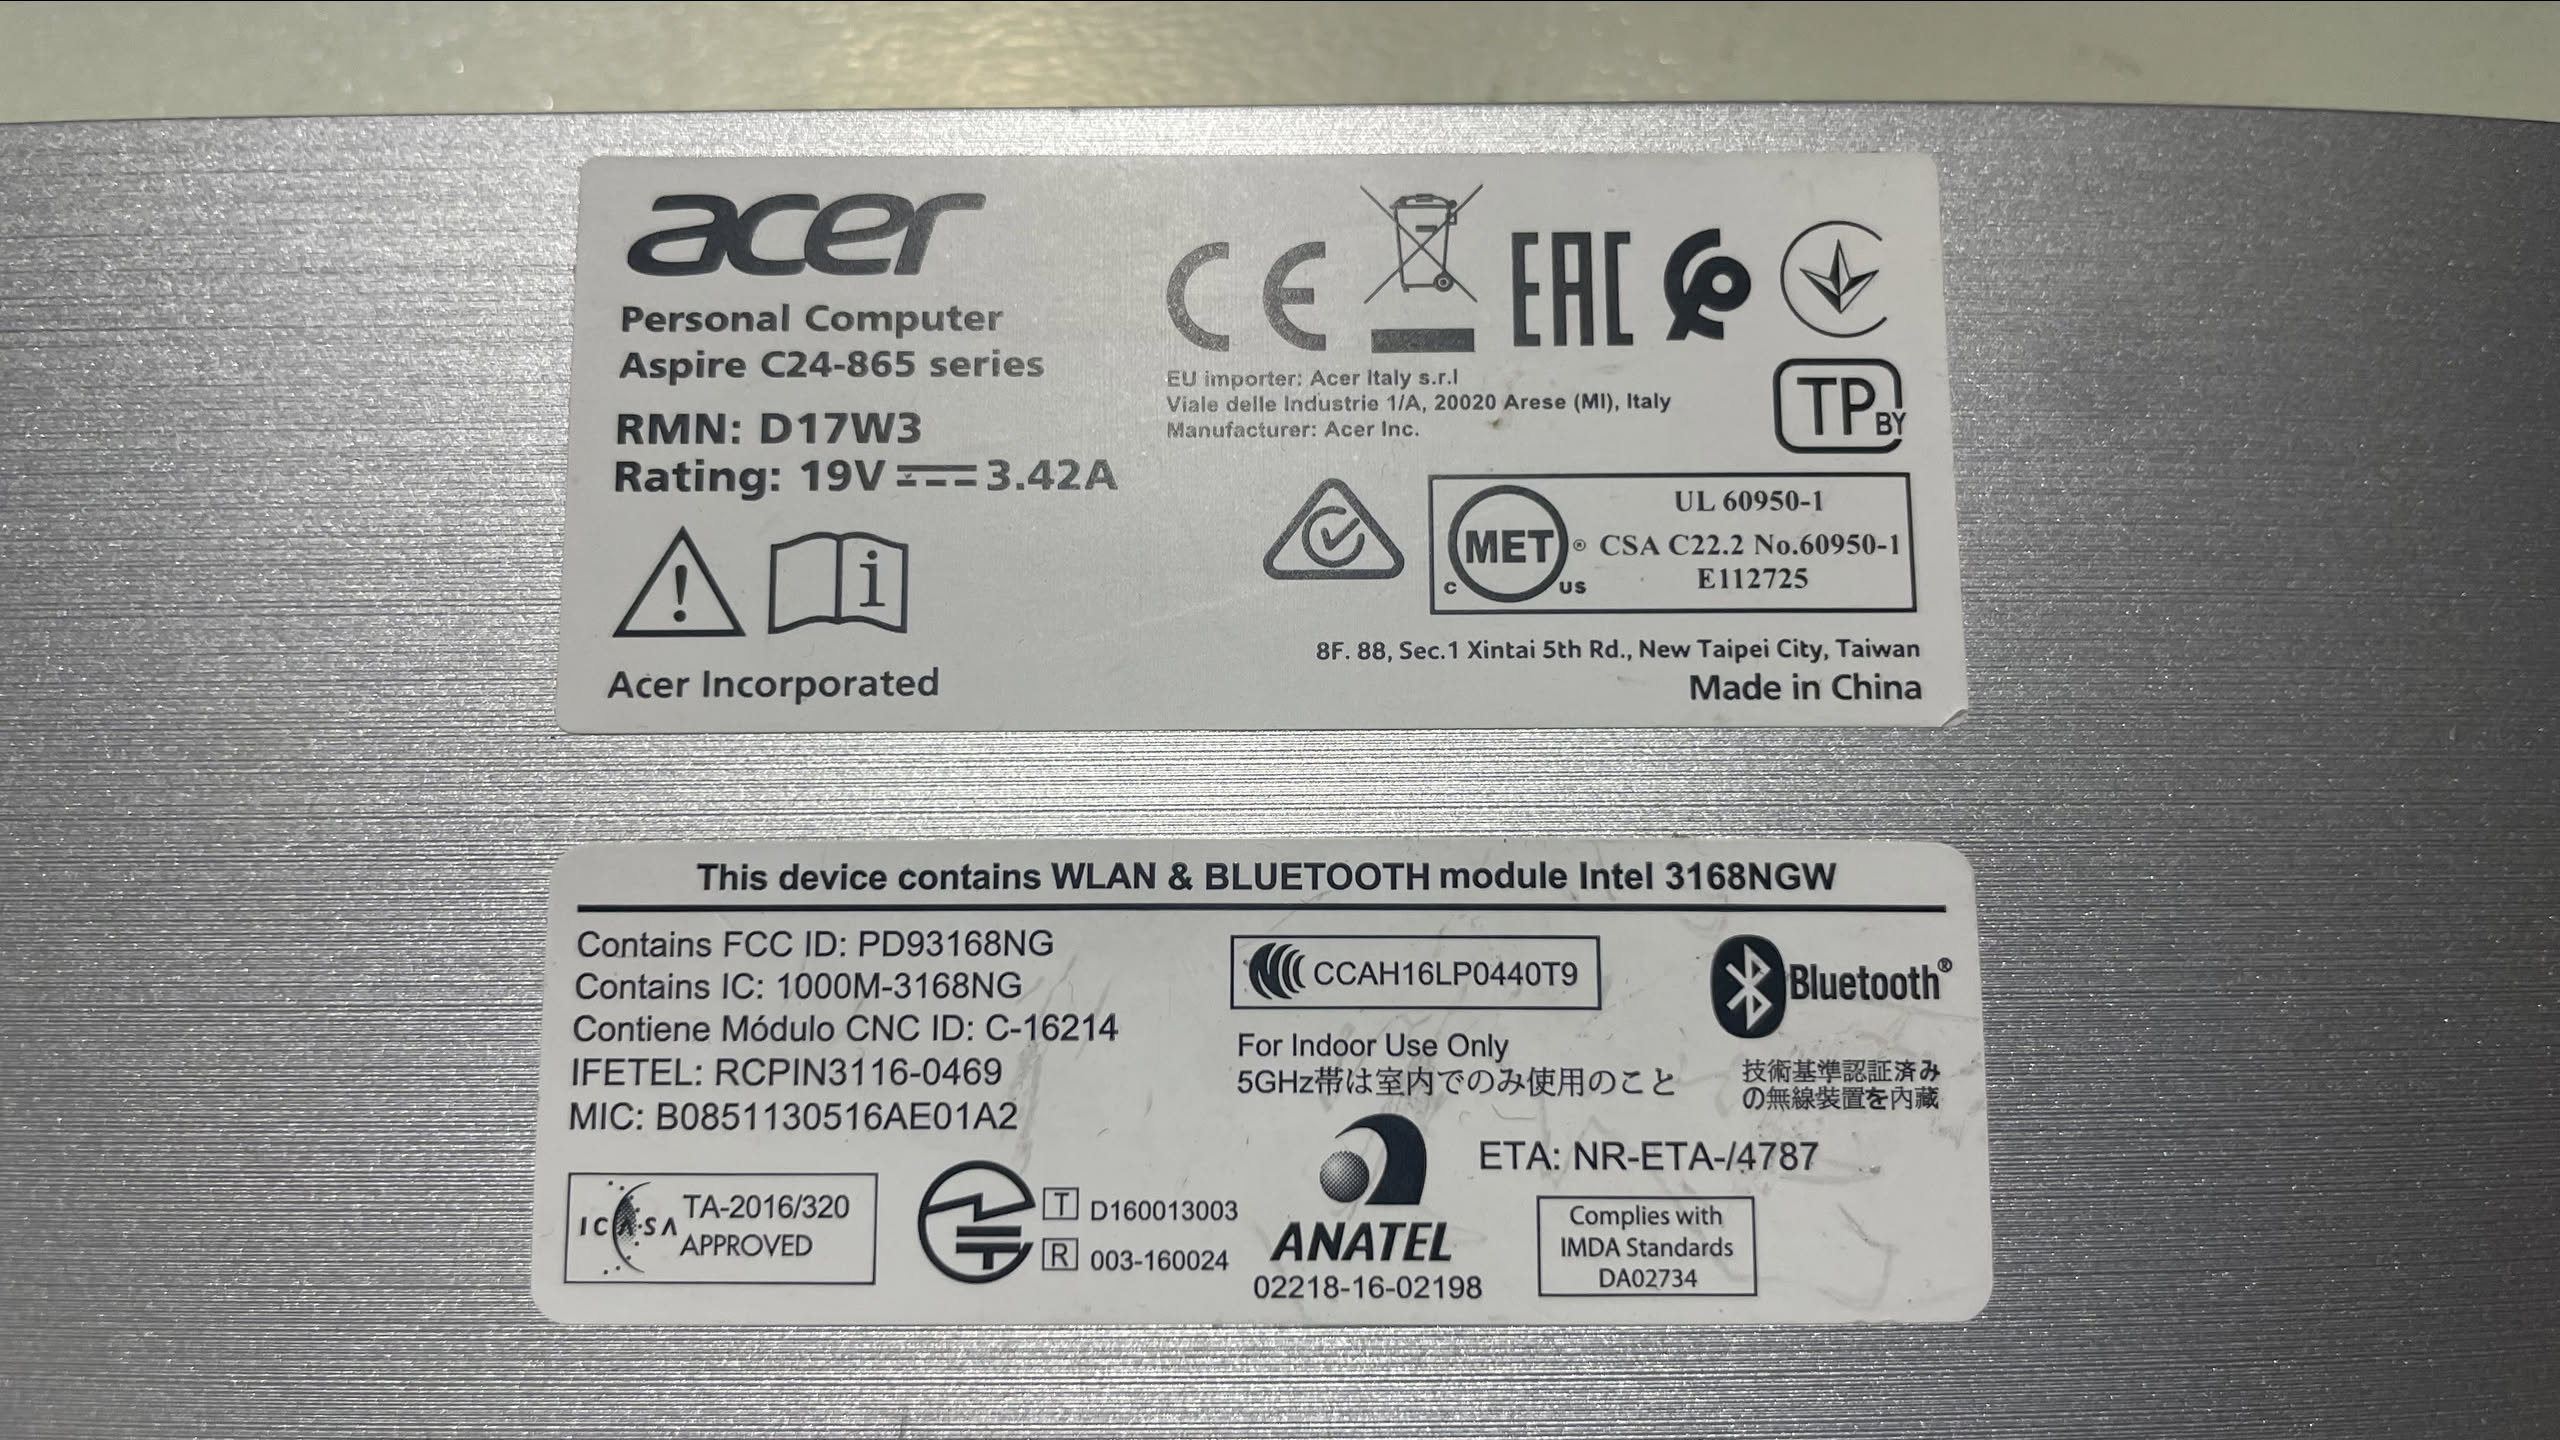 acer
Personal Computer
Aspire C24-865 series
RMN: D17W3
Rating: 19V 3.42A
i
Acer Incorporated
CE
EAC
EU importer: Acer Italy s.r.l
Viale delle Industrie 1/A, 20020 Arese (MI), Italy
Manufacturer: Acer Inc.
TP BY
MET® C US
UL 60950-1
CSA C22.2 No.60950-1
E112725
8F. 88, Sec.1 Xintai 5th Rd., New Taipei City, Taiwan
Made in China
This device contains WLAN & BLUETOOTH module Intel 3168NGW
Contains FCC ID: PD93168NG
Contains IC: 1000M-3168NG
Contiene Módulo CNC ID: C-16214
IFETEL: RCPIN3116-0469
MIC: B0851130516AE01A2
CCAH16LP0440T9
For Indoor Use Only
5GHz帯は室内でのみ使用のこと
Bluetooth®
技術基準認証済み
の無線装置を内蔵
ICASA
TA-2016/320
APPROVED
T D160013003
R 003-160024
ANATEL
02218-16-02198
ETA: NR-ETA-/4787
Complies with
IMDA Standards
DA02734